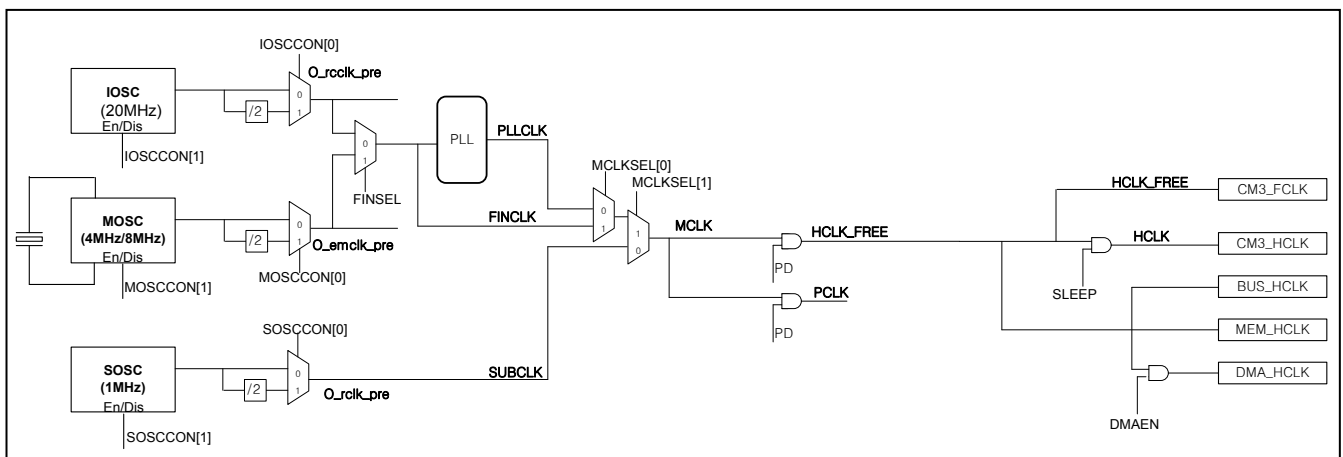 IOSCCON[0]
O_rcclk_pre
IOSC
(20MHz)
En/Dis
0
1
/2
IOSCCON[1]
MOSC
(4MHz/8MHz)
En/Dis
0
1
/2
O_emclk_pre
MOSCCON[0]
MOSCCON[1]
0
1
FINSEL
PLL
PLLCLK
FINCLK
MCLKSEL[0]
MCLKSEL[1]
0
1
1
0
SOSCCON[0]
SOSC
(1MHz)
En/Dis
0
1
/2
O_rclk_pre
SOSCCON[1]
SUBCLK
MCLK
PD
HCLK_FREE
PD
PCLK
HCLK_FREE
CM3_FCLK
HCLK
CM3_HCLK
SLEEP
BUS_HCLK
MEM_HCLK
DMA_HCLK
DMAEN